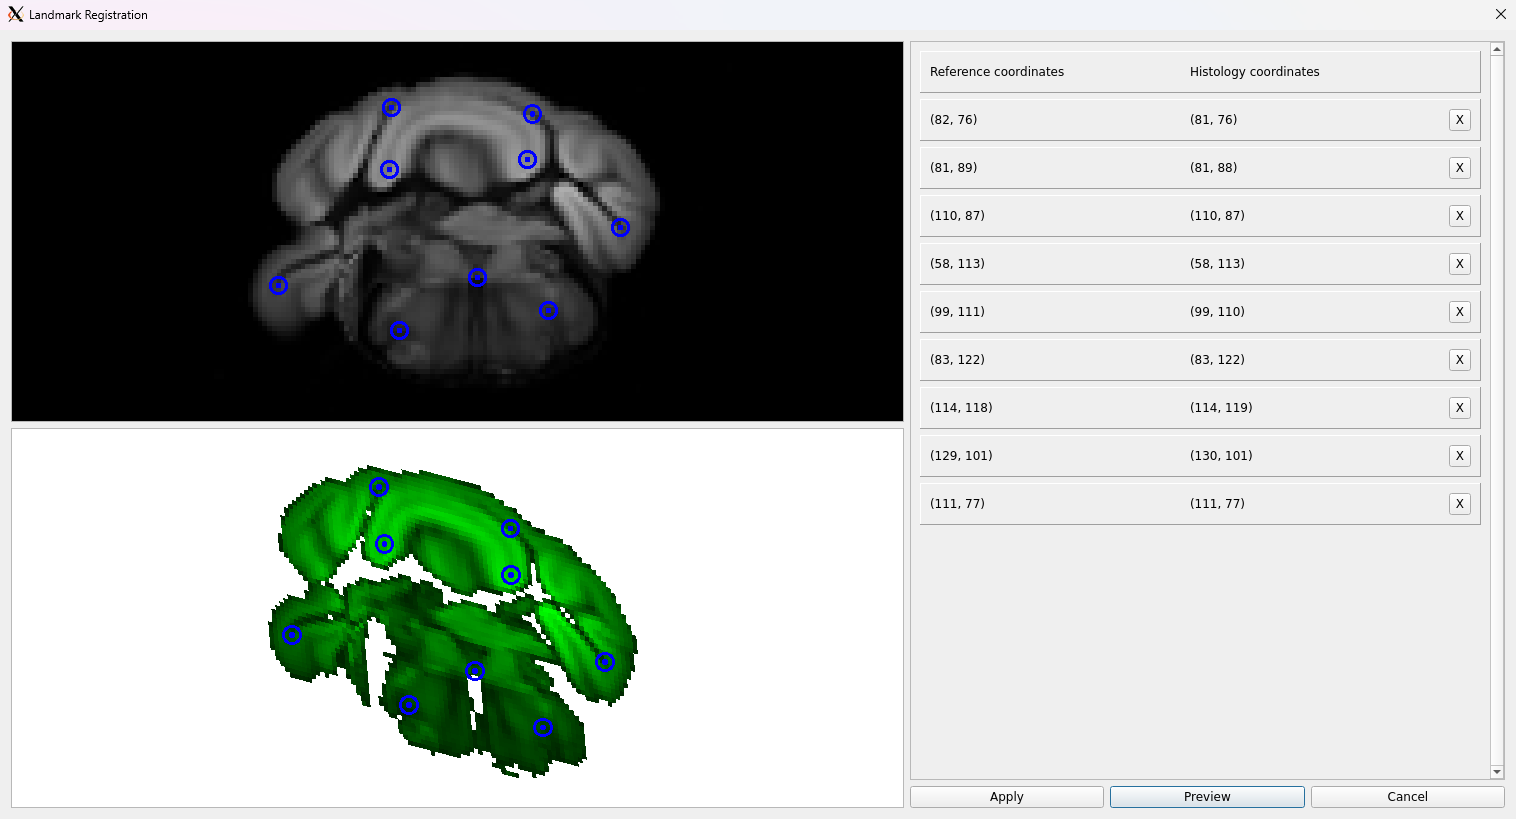 Landmark Registration
Reference coordinates Histology coordinates
(82, 76) (81, 76) X
(81, 89) (81, 88) X
(110, 87) (110, 87) X
(58, 113) (58, 113) X
(99, 111) (99, 110) X
(83, 122) (83, 122) X
(114, 118) (114, 119) X
(129, 101) (130, 101) X
(111, 77) (111, 77) X
Apply Preview Cancel